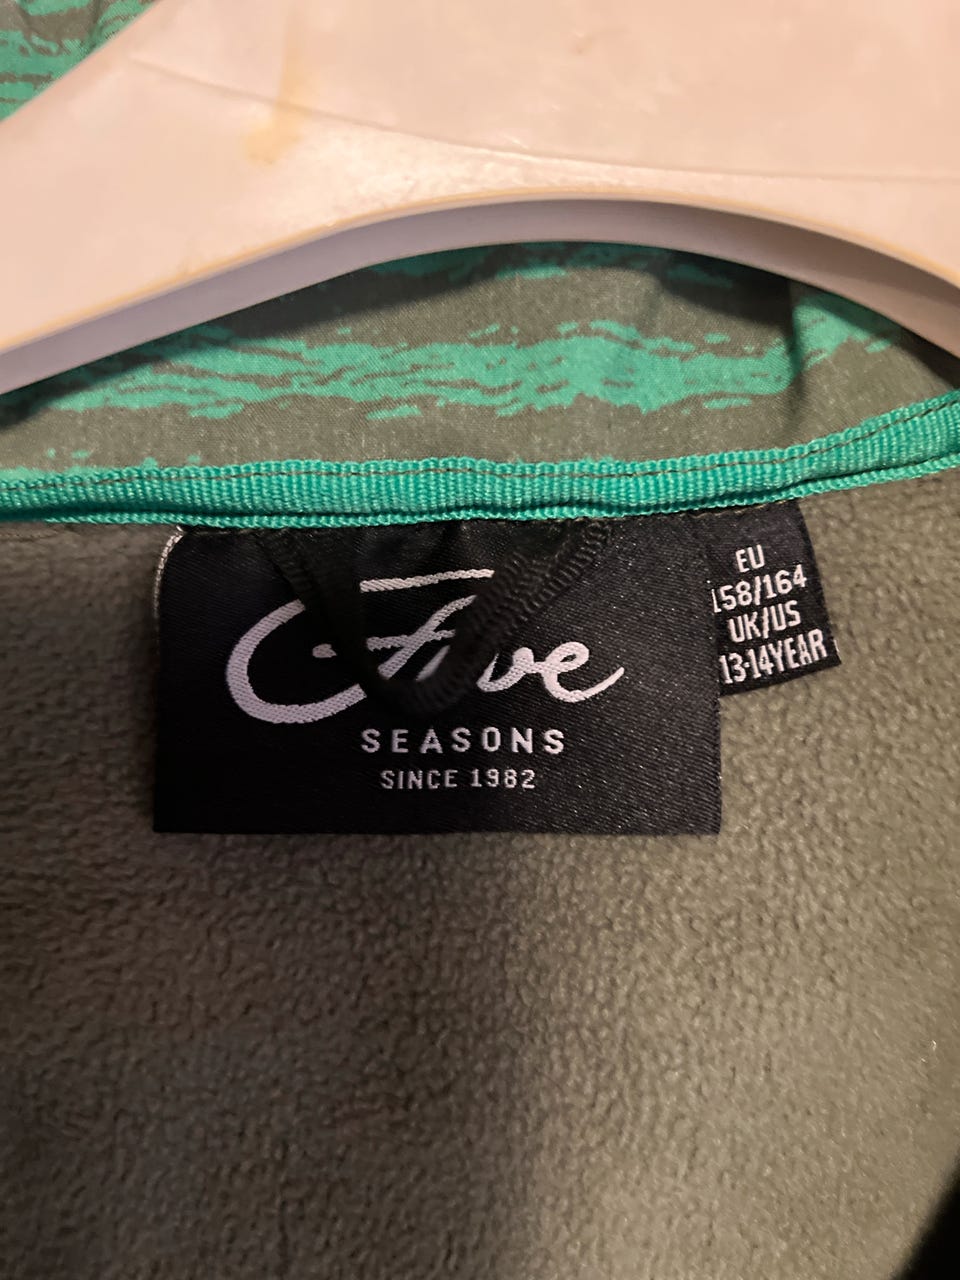 Five
SEASONS
SINCE 1982
EU
158/164
UK/US
13-14YEAR